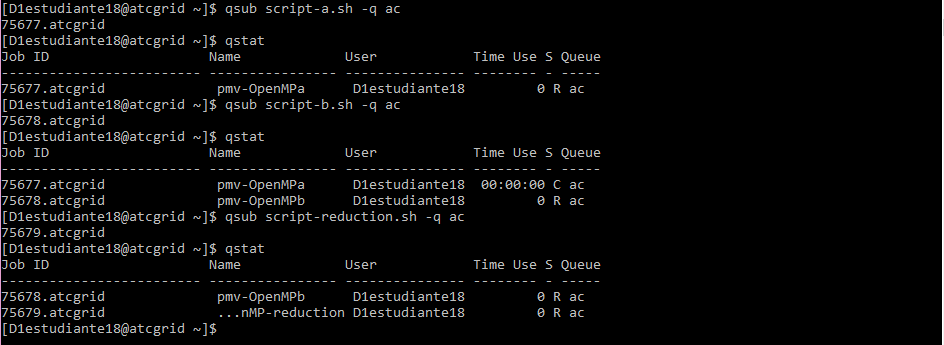 [D1estudiante18@atcgrid ~]$ qsub script-a.sh -q ac
75677.atcgrid
[D1estudiante18@atcgrid ~]$ qstat
Job ID                    Name             User            Time Use S Queue
------------------------- ---------------- --------------- -------- - -----
75677.atcgrid              pmv-OpenMPa      D1estudiante18         0 R ac
[D1estudiante18@atcgrid ~]$ qsub script-b.sh -q ac
75678.atcgrid
[D1estudiante18@atcgrid ~]$ qstat
Job ID                    Name             User            Time Use S Queue
------------------------- ---------------- --------------- -------- - -----
75677.atcgrid              pmv-OpenMPa      D1estudiante18  00:00:00 C ac
75678.atcgrid              pmv-OpenMPb      D1estudiante18         0 R ac
[D1estudiante18@atcgrid ~]$ qsub script-reduction.sh -q ac
75679.atcgrid
[D1estudiante18@atcgrid ~]$ qstat
Job ID                    Name             User            Time Use S Queue
------------------------- ---------------- --------------- -------- - -----
75678.atcgrid              pmv-OpenMPb      D1estudiante18         0 R ac
75679.atcgrid              ...nMP-reduction D1estudiante18         0 R ac
[D1estudiante18@atcgrid ~]$